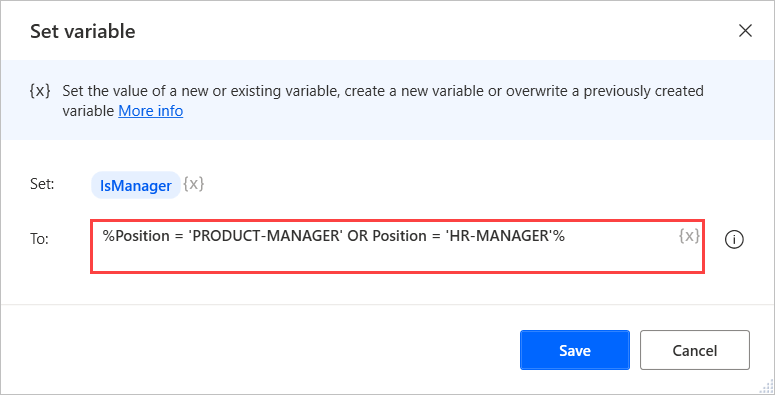 Set variable
{x} Set the value of a new or existing variable, create a new variable or overwrite a previously created
variable More info
Set: IsManager {x}
To: %Position = 'PRODUCT-MANAGER' OR Position = 'HR-MANAGER'% {x}
Save Cancel